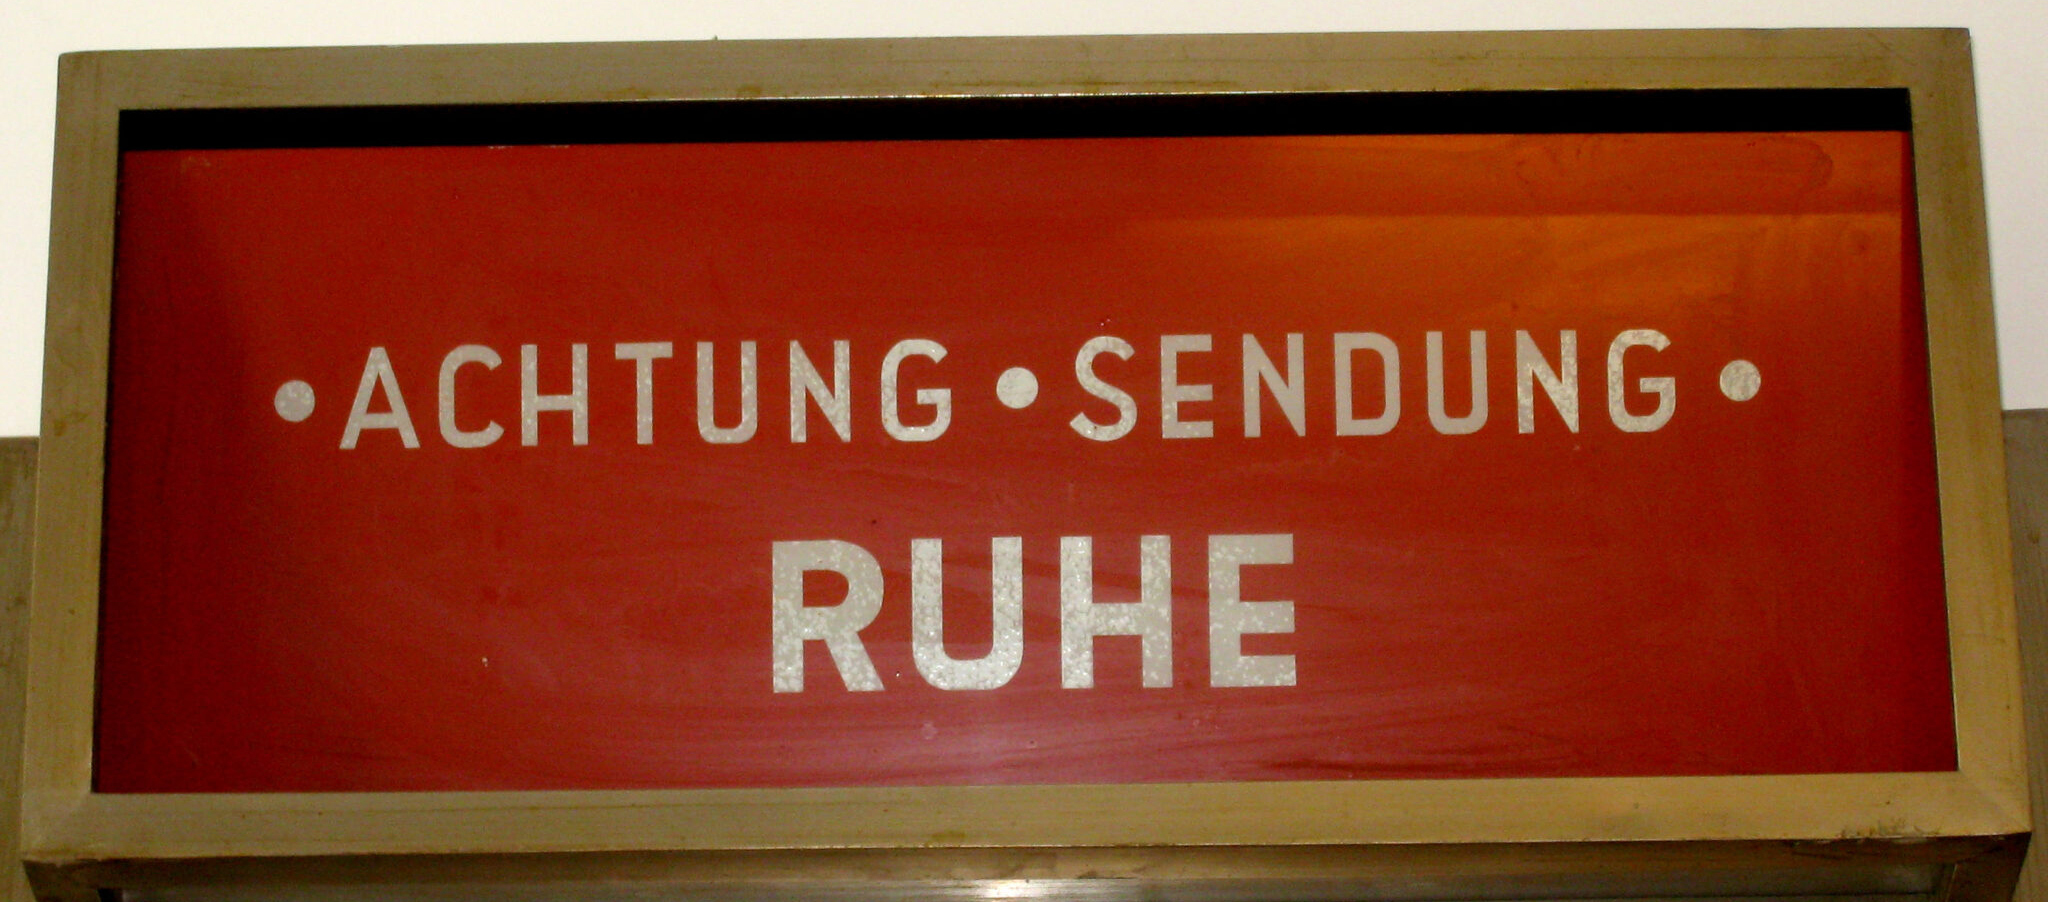 • ACHTUNG • SENDUNG •
RUHE